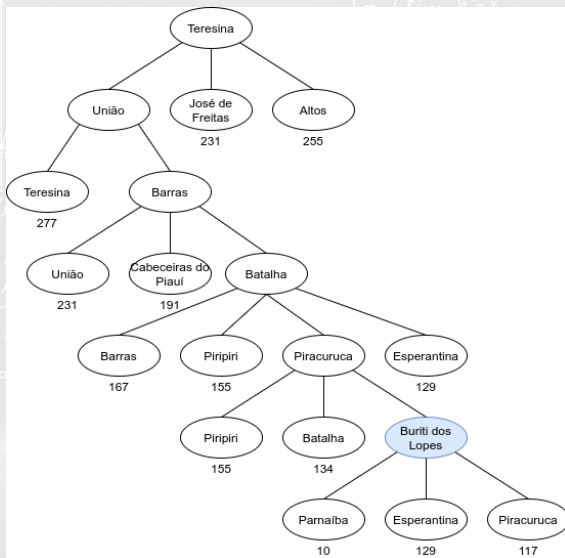 Teresina
União
José de
Freitas
Altos
231
255
Teresina
Barras
277
União
Cabeceiras do
Piauí
Batalha
231
191
Barras
Piripiri
Piracuruca
Esperantina
167
155
129
Piripiri
Batalha
Buriti dos
Lopes
155
134
Parnaíba
Esperantina
Piracuruca
10
129
117